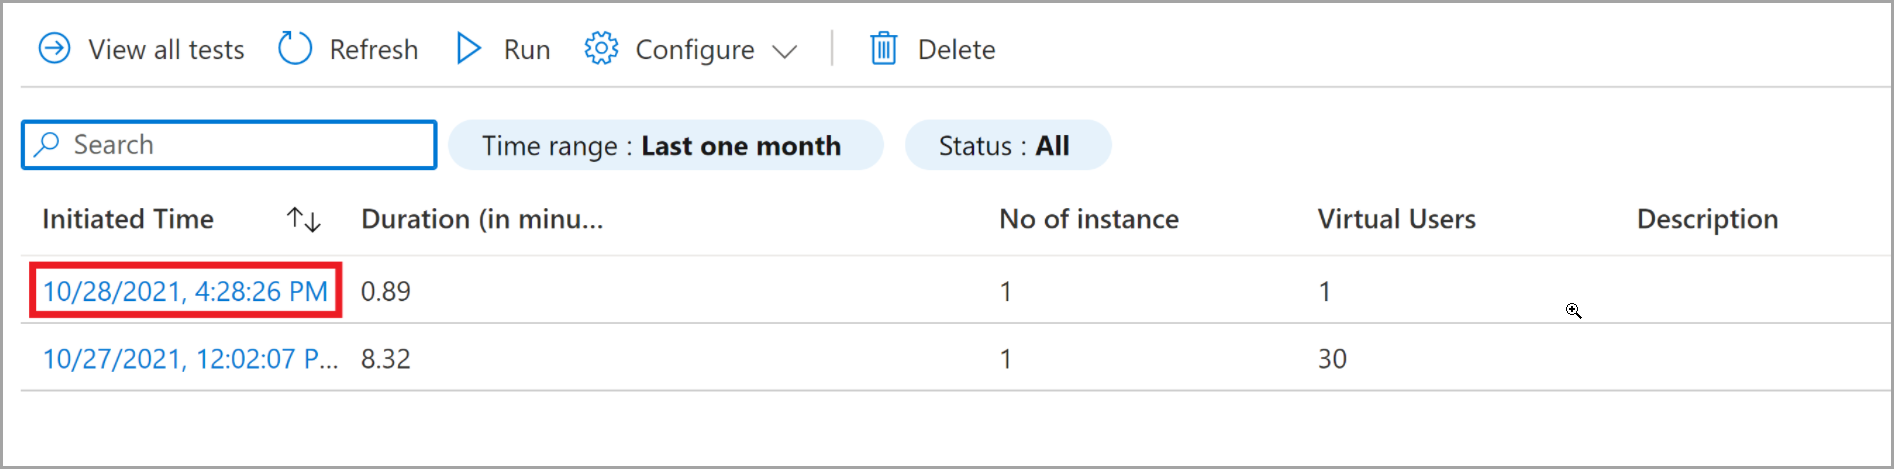 View all tests Refresh Run Configure Delete
Search Time range : Last one month Status : All
Initiated Time Duration (in minu... No of instance Virtual Users Description
10/28/2021, 4:28:26 PM 0.89 1 1
10/27/2021, 12:02:07 P... 8.32 1 30